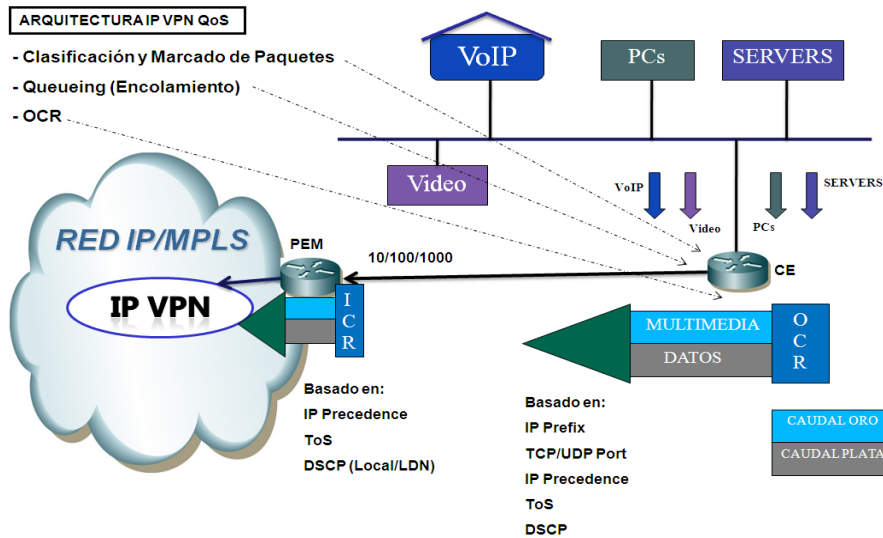 ARQUITECTURA IP VPN QoS
- Clasificación y Marcado de Paquetes
- Queueing (Encolamiento)
- OCR
VoIP
PCs
SERVERS
Video
VoIP
Video
PCs
SERVERS
RED IP/MPLS
PEM
10/100/1000
CE
IP VPN
ICR
MULTIMEDIA
DATOS
OCR
Basado en:
IP Precedence
ToS
DSCP (Local/LDN)
Basado en:
IP Prefix
TCP/UDP Port
IP Precedence
ToS
DSCP
CAUDAL ORO
CAUDAL PLATA